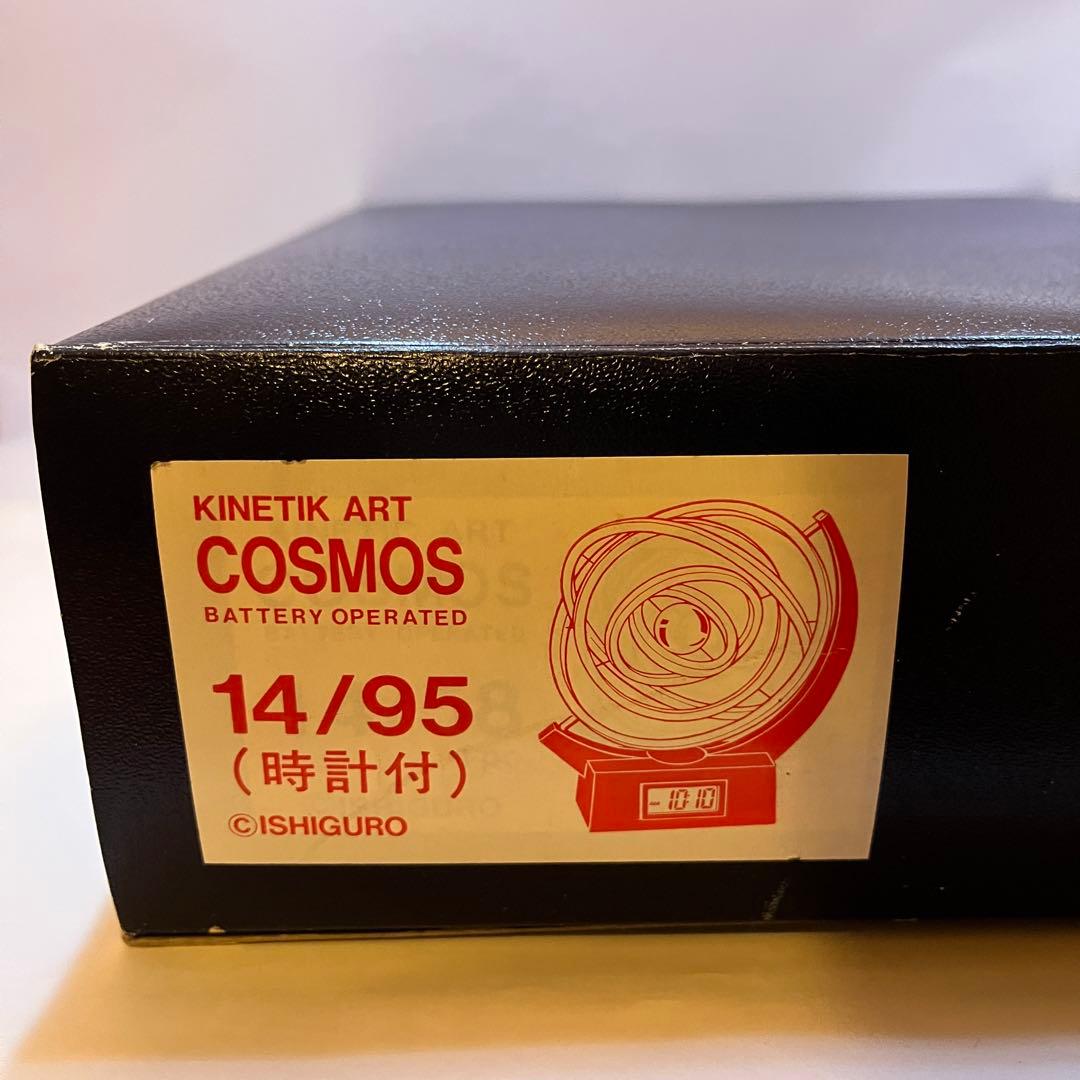 KINETIK ART
COSMOS
BATTERY OPERATED
14/95
(時計付)
©ISHIGURO
10:10